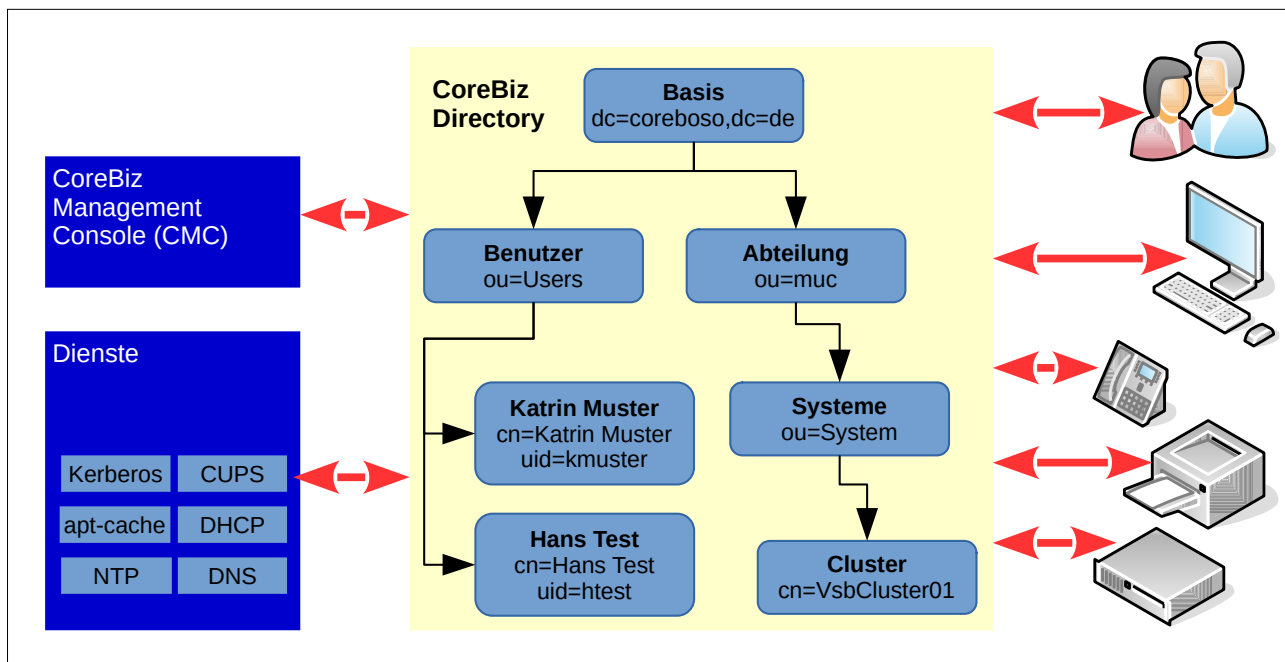 CoreBiz
Directory
Basis
dc=coreboso,dc=de
CoreBiz
Management
Console (CMC)
Benutzer
ou=Users
Abteilung
ou=muc
Dienste
Katrin Muster
cn=Katrin Muster
uid=kmuster
Systeme
ou=System
Kerberos
CUPS
apt-cache
DHCP
NTP
DNS
Hans Test
cn=Hans Test
uid=htest
Cluster
cn=VsbCluster01